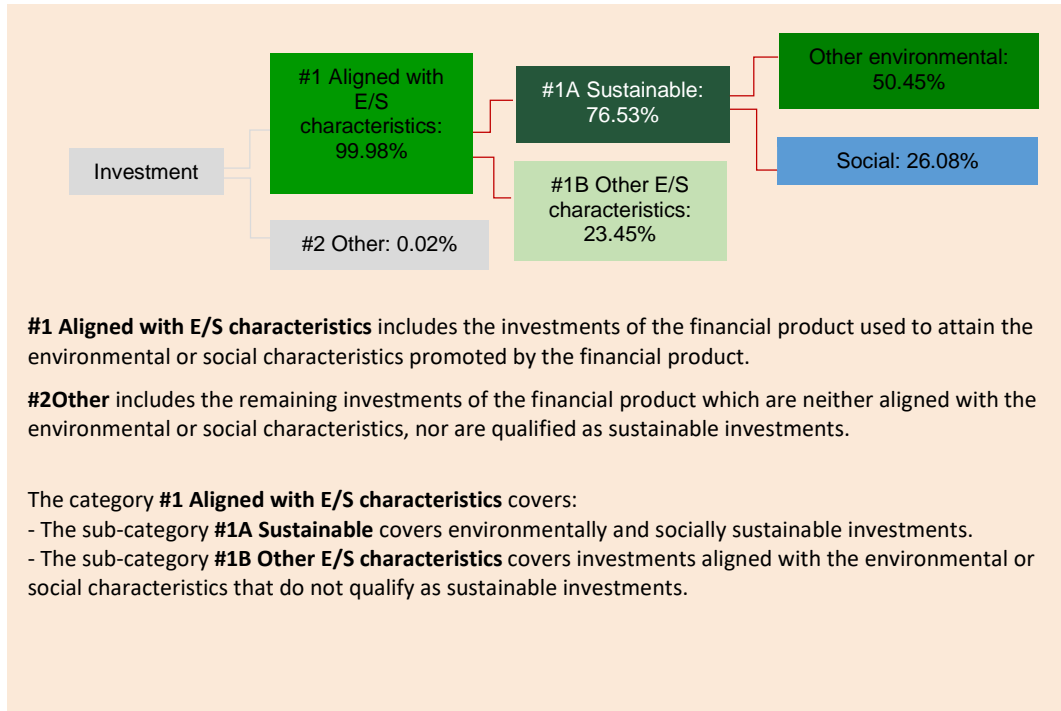 Investment
#1 Aligned with
E/S
characteristics:
99.98%
#2 Other: 0.02%
#1A Sustainable:
76.53%
#1B Other E/S
characteristics:
23.45%
Other environmental:
50.45%
Social: 26.08%
#1 Aligned with E/S characteristics includes the investments of the financial product used to attain the
environmental or social characteristics promoted by the financial product.
#2Other includes the remaining investments of the financial product which are neither aligned with the
environmental or social characteristics, nor are qualified as sustainable investments.
The category #1 Aligned with E/S characteristics covers:
- The sub-category #1A Sustainable covers environmentally and socially sustainable investments.
- The sub-category #1B Other E/S characteristics covers investments aligned with the environmental or
social characteristics that do not qualify as sustainable investments.